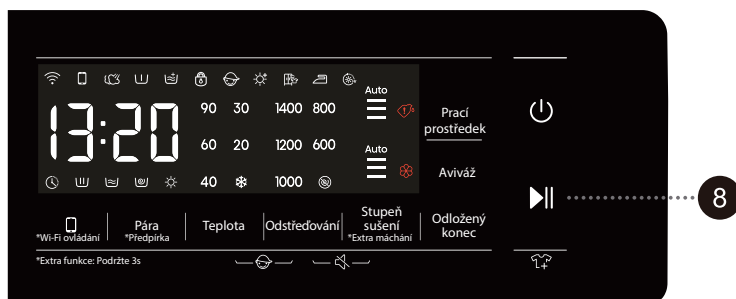 Auto
90 30 1400 800
13:20
Prací
prostředek
60 20 1200 600
Auto
Aviváž
40 1000
Pára
Teplota
Odstřeďování
Stupeň
sušení
Odložený
konec
*Wi-Fi ovládání
*Předpírka
*Extra máchání
*Extra funkce: Podržte 3s
8